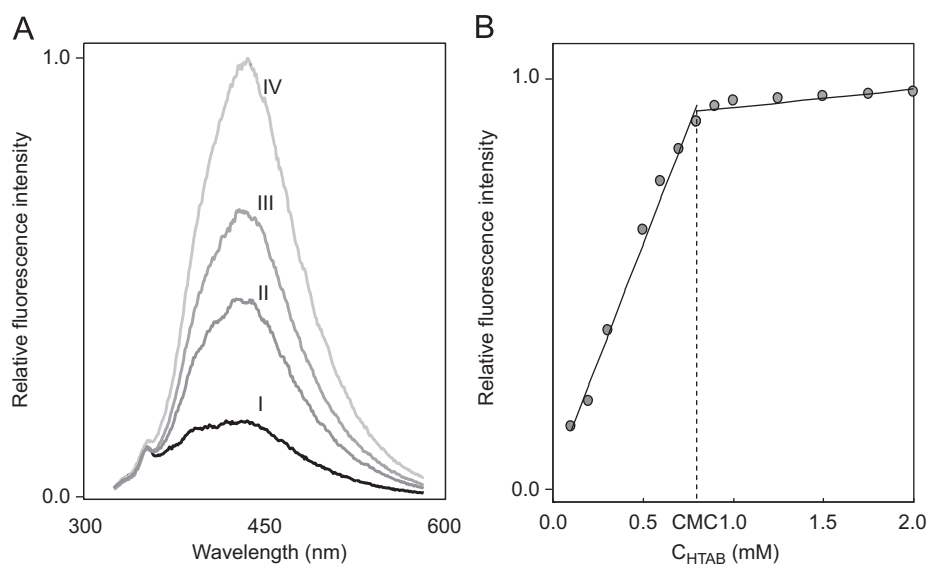 A
1.0
IV
III
II
I
0.0
300 450 600
Wavelength (nm)
Relative fluorescence intensity
B
1.0
0.0
0.0 0.5 CMC1.0 1.5 2.0
C_HTAB (mM)
Relative fluorescence intensity